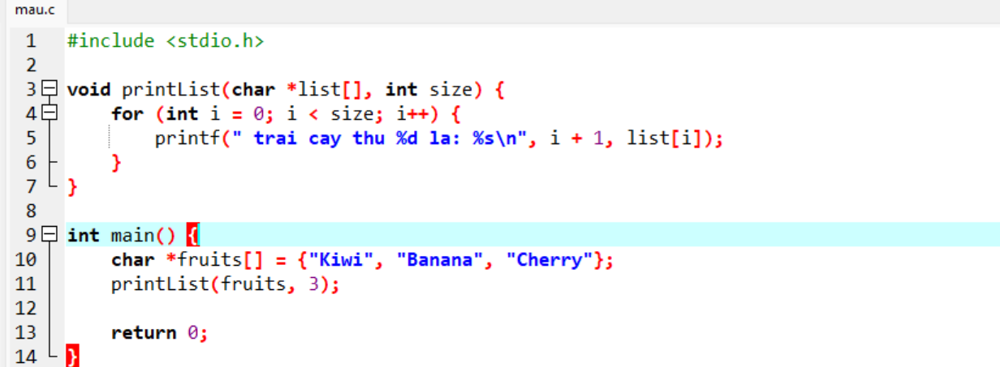 mau.c
1 #include <stdio.h>
2
3 void printList(char *list[], int size) {
4     for (int i = 0; i < size; i++) {
5         printf(" trai cay thu %d la: %s\n", i + 1, list[i]);
6     }
7 }
8
9 int main() {
10     char *fruits[] = {"Kiwi", "Banana", "Cherry"};
11     printList(fruits, 3);
12
13     return 0;
14 }